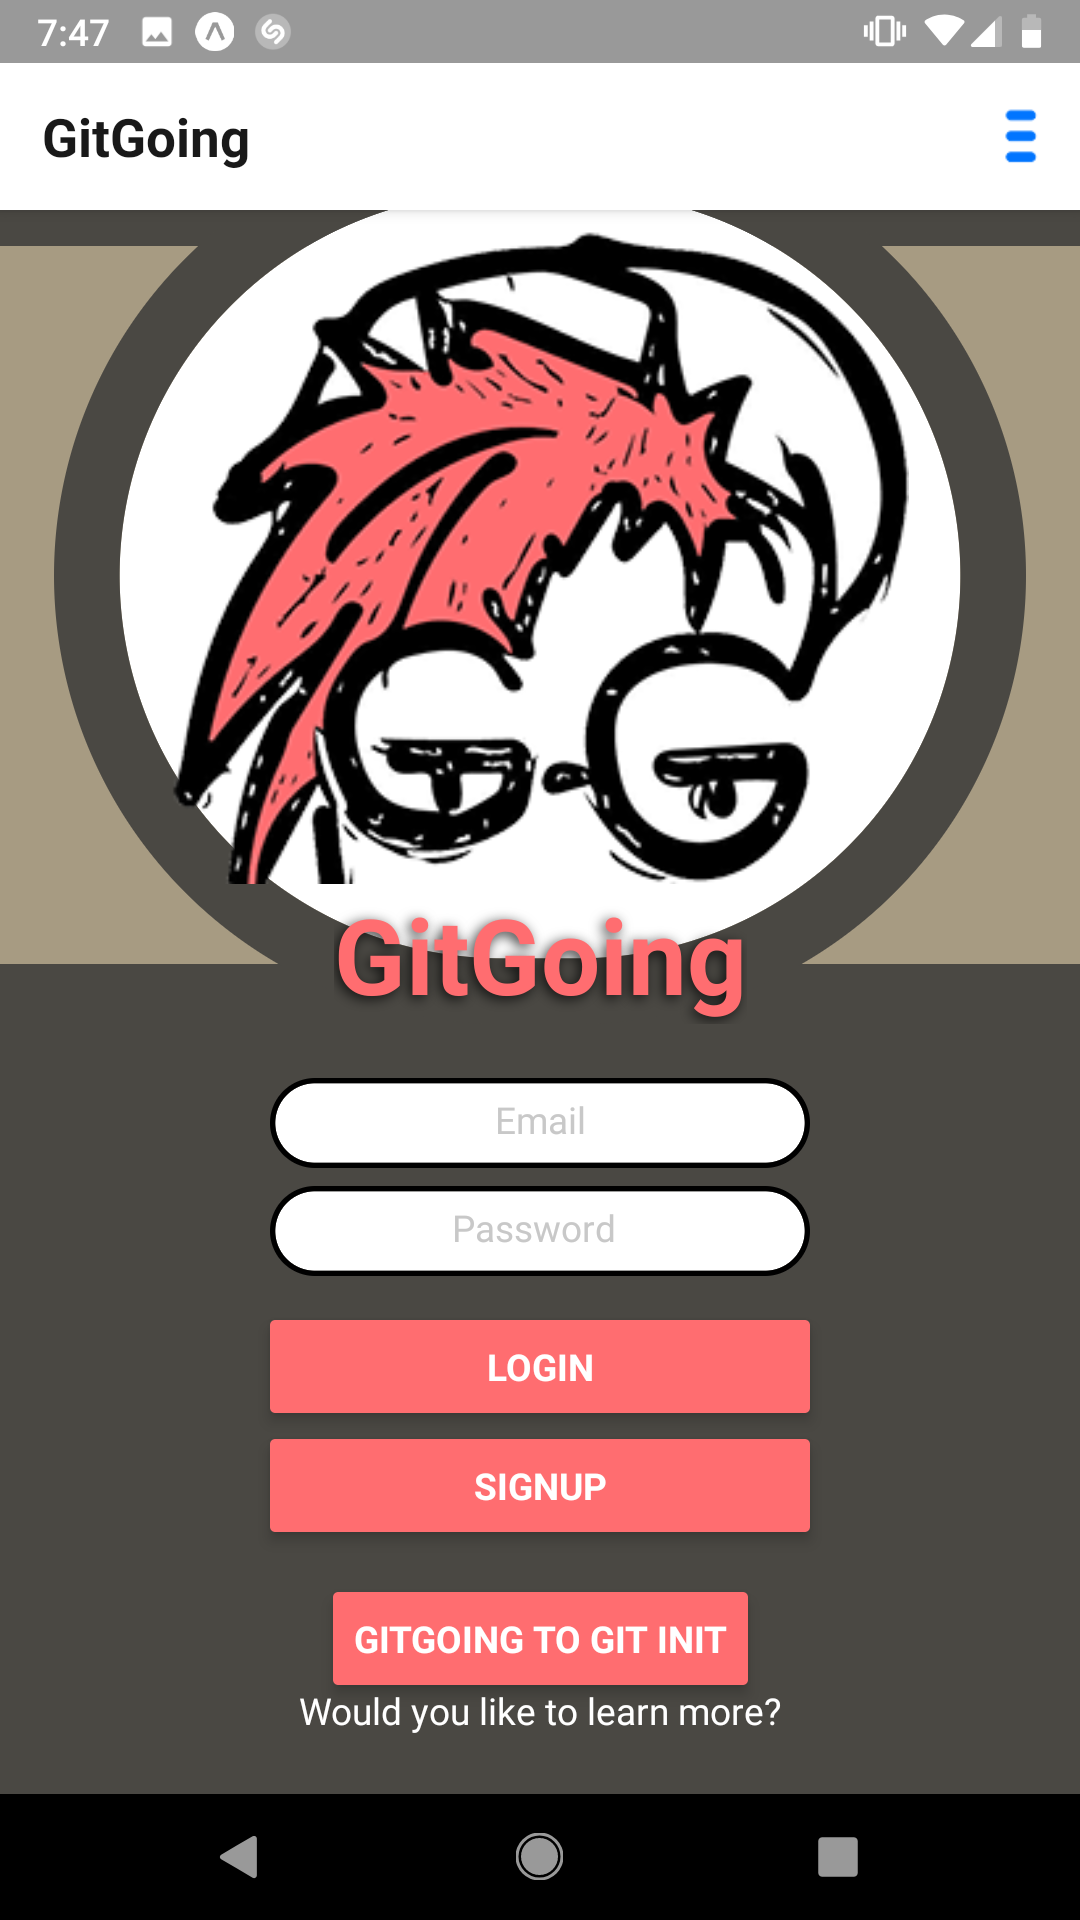 7:47
GitGoing
GitGoing
Email
Password
LOGIN
SIGNUP
GITGOING TO GIT INIT
Would you like to learn more?